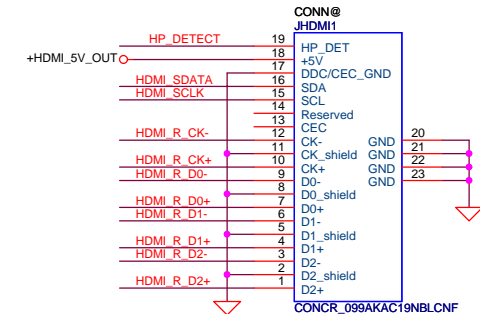 CONN@
JHDMI1
HP_DETECT 19 HP_DET
+HDMI_5V_OUT 18 +5V
17 DDC/CEC_GND
HDMI_SDATA 16 SDA
HDMI_SCLK 15 SCL
14 Reserved
13 CEC
HDMI_R_CK- 12 CK- GND 20
11 CK_shield GND 21
HDMI_R_CK+ 10 CK+ GND 22
HDMI_R_D0- 9 D0- GND 23
8 D0_shield
HDMI_R_D0+ 7 D0+
HDMI_R_D1- 6 D1-
5 D1_shield
HDMI_R_D1+ 4 D1+
HDMI_R_D2- 3 D2-
2 D2_shield
HDMI_R_D2+ 1 D2+
CONCR_099AKAC19NBLCNF